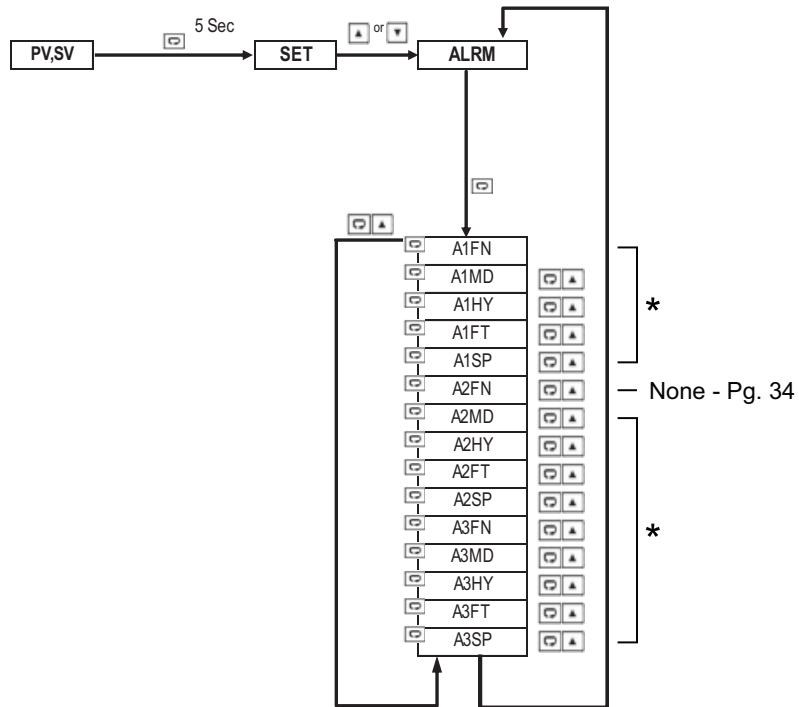 5 Sec
PV,SV
SET
or
ALRM
A1FN
A1MD
A1HY
A1FT
A1SP
*
A2FN
None - Pg. 34
A2MD
A2HY
A2FT
A2SP
A3FN
*
A3MD
A3HY
A3FT
A3SP